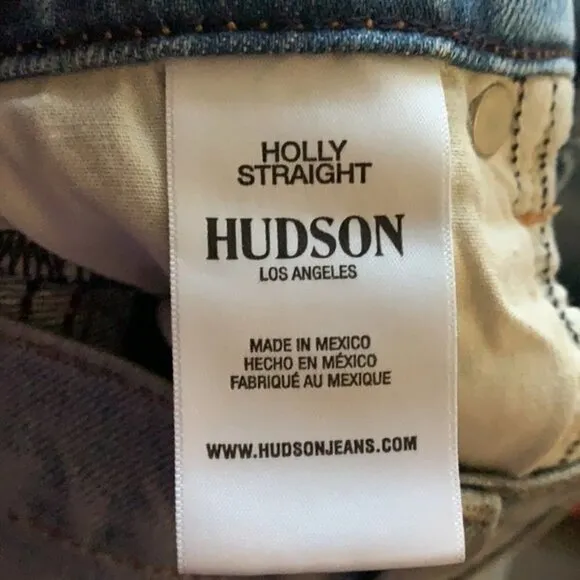 HOLLY
STRAIGHT
HUDSON
LOS ANGELES
MADE IN MEXICO
HECHO EN MÉXICO
FABRIQUÉ AU MEXIQUE
WWW.HUDSONJEANS.COM